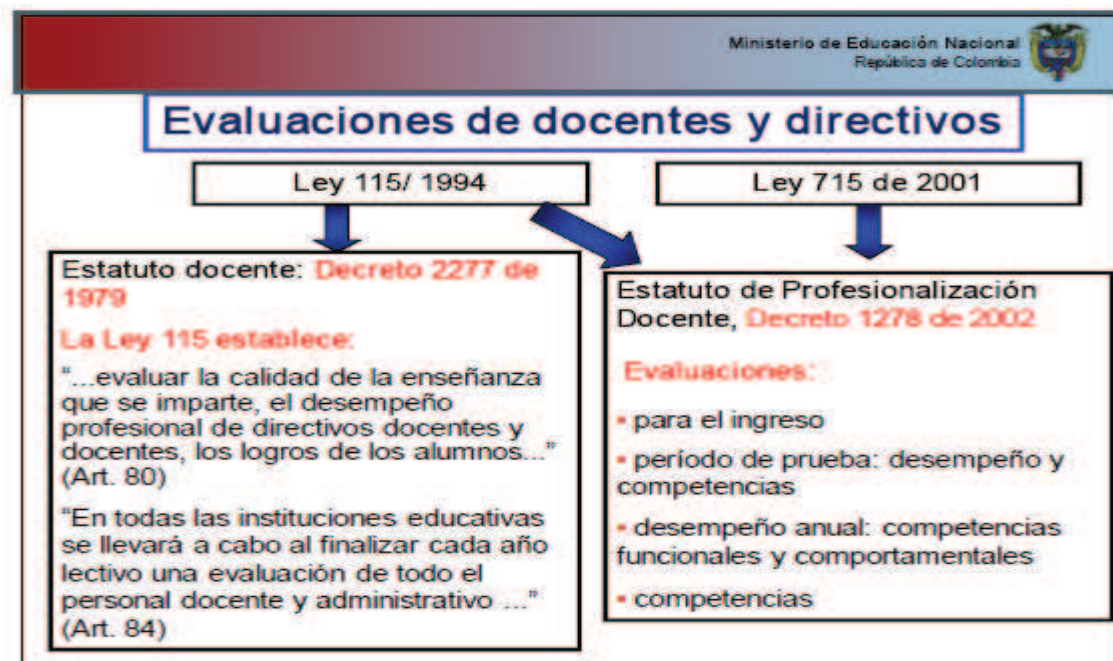 Ministerio de Educación Nacional
República de Colombia
Evaluaciones de docentes y directivos
Ley 115/ 1994
Ley 715 de 2001
Estatuto docente: Decreto 2277 de
1979
La Ley 115 establece:
"...evaluar la calidad de la enseñanza
que se imparte, el desempeño
profesional de directivos docentes y
docentes, los logros de los alumnos..."
(Art. 80)
"En todas las instituciones educativas
se llevará a cabo al finalizar cada año
lectivo una evaluación de todo el
personal docente y administrativo ..."
(Art. 84)
Estatuto de Profesionalización
Docente, Decreto 1278 de 2002
Evaluaciones:
▪ para el ingreso
▪ período de prueba: desempeño y
competencias
▪ desempeño anual: competencias
funcionales y comportamentales
▪ competencias